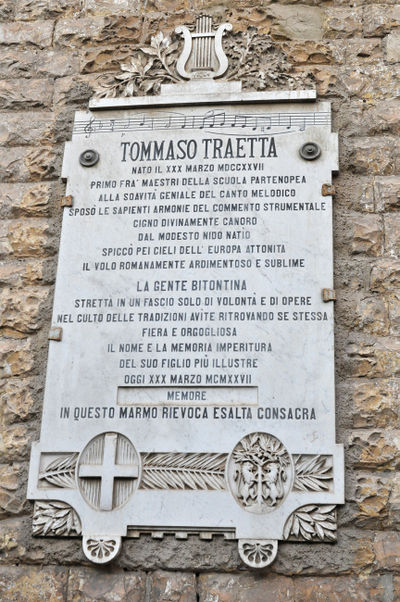 TOMMASO TRAETTA
NATO IL XXX MARZO MDCCXXVII
PRIMO FRA' MAESTRI DELLA SCUOLA PARTENOPEA
ALLA SOAVITÀ GENIALE DEL CANTO MELODICO
SPOSÒ LE SAPIENTI ARMONIE DEL COMMENTO STRUMENTALE
CIGNO DIVINAMENTE CANORO
DAL MODESTO NIDO NATIO
SPICCÒ PEI CIELI DELL' EUROPA ATTONITA
IL VOLO ROMANAMENTE ARDIMENTOSO E SUBLIME
LA GENTE BITONTINA
STRETTA IN UN FASCIO SOLO DI VOLONTÀ E DI OPERE
NEL CULTO DELLE TRADIZIONI AVITE RITROVANDO SE STESSA
FIERA E ORGOGLIOSA
IL NOME E LA MEMORIA IMPERITURA
DEL SUO FIGLIO PIÙ ILLUSTRE
OGGI XXX MARZO MCMXXVII
MEMORE
IN QUESTO MARMO RIEVOCA ESALTA CONSACRA